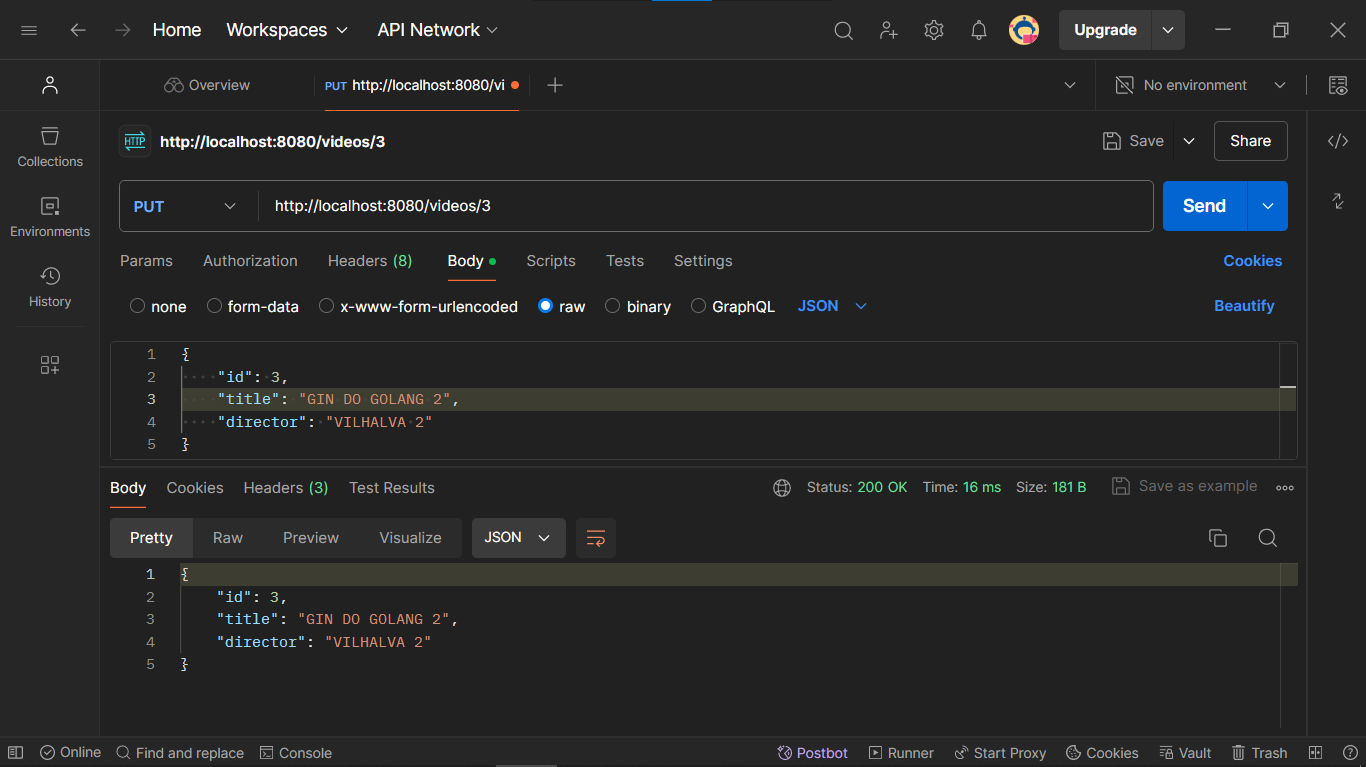 Home Workspaces API Network Upgrade
Overview PUT http://localhost:8080/vi No environment
HTTP http://localhost:8080/videos/3 Save Share
Collections
PUT http://localhost:8080/videos/3 Send
Environments
Params Authorization Headers (8) Body Scripts Tests Settings Cookies
History
none form-data x-www-form-urlencoded raw binary GraphQL JSON Beautify
1 {
2 "id": 3,
3 "title": "GIN DO GOLANG 2",
4 "director": "VILHALVA 2"
5 }
Body Cookies Headers (3) Test Results Status: 200 OK Time: 16 ms Size: 181 B Save as example
Pretty Raw Preview Visualize JSON
1 {
2 "id": 3,
3 "title": "GIN DO GOLANG 2",
4 "director": "VILHALVA 2"
5 }
Online Find and replace Console Postbot Runner Start Proxy Cookies Vault Trash